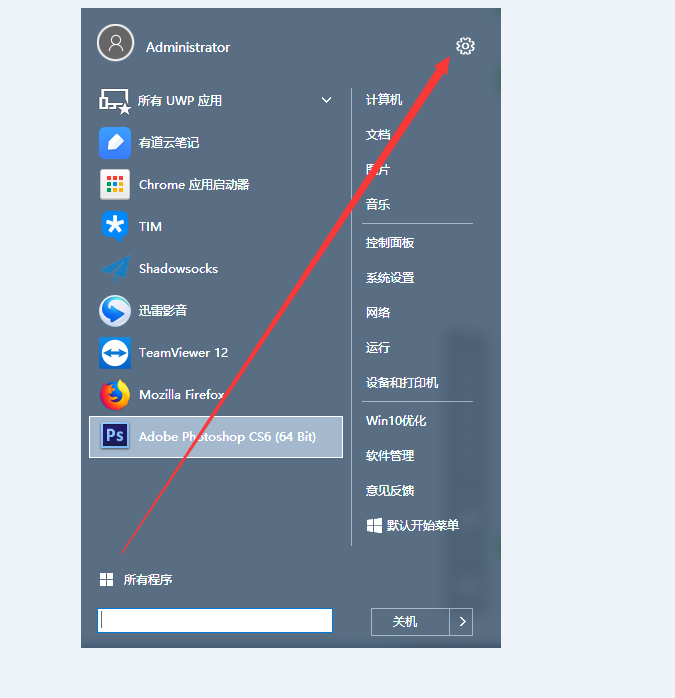 Administrator
所有 UWP 应用
有道云笔记
Chrome 应用启动器
TIM
Shadowsocks
迅雷影音
TeamViewer 12
Mozilla Firefox
Ps
Adobe Photoshop CS6 (64 Bit)
所有程序
计算机
文档
图片
音乐
控制面板
系统设置
网络
运行
设备和打印机
Win10优化
软件管理
意见反馈
默认开始菜单
关机